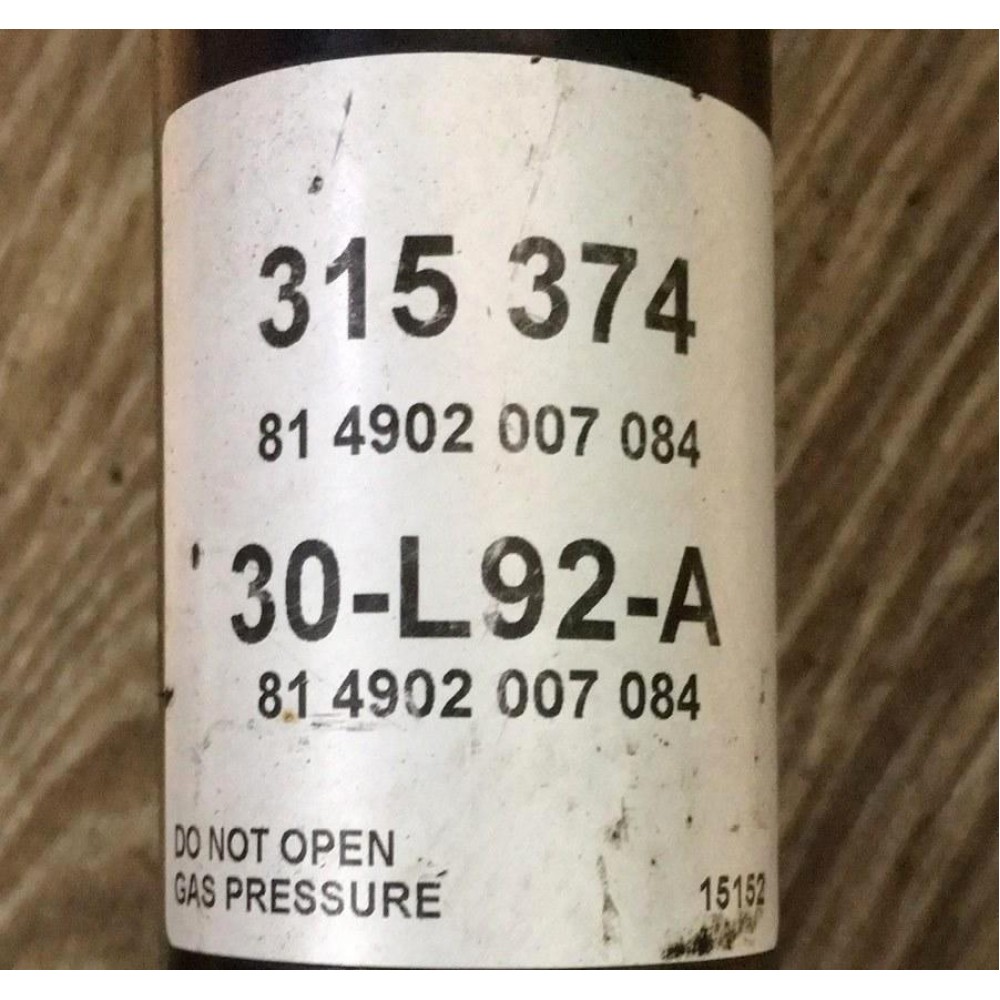 315 374
81 4902 007 084
30-L92-A
81 4902 007 084
DO NOT OPEN
GAS PRESSURE
15152